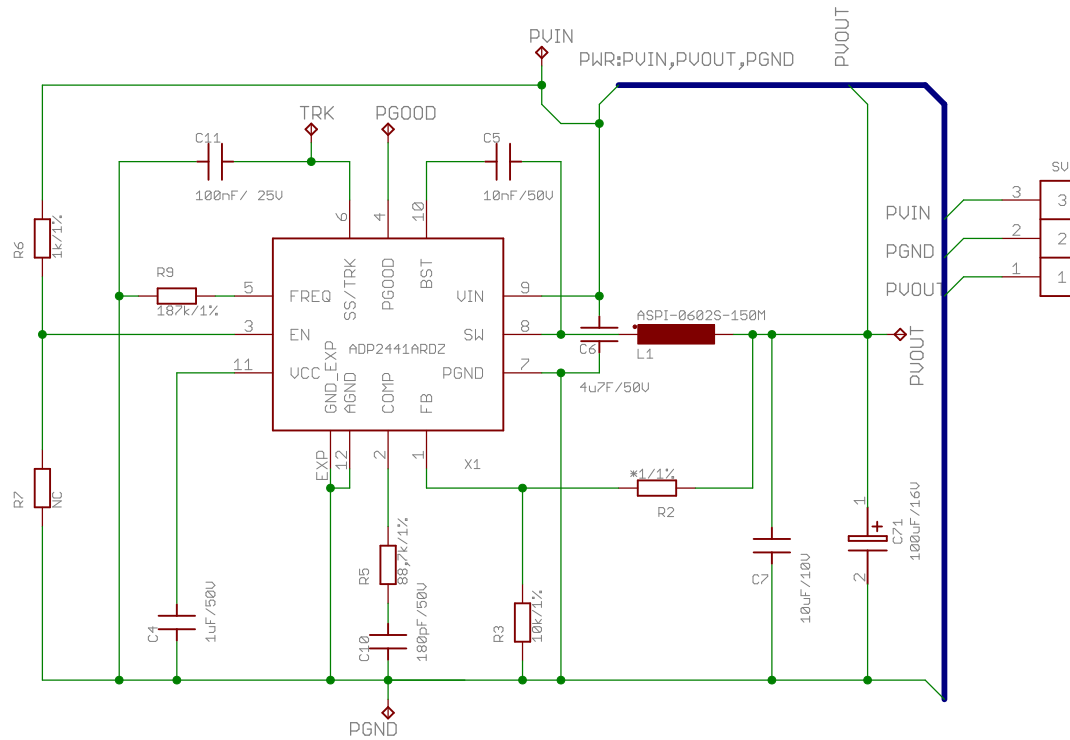 PVIN
PVOUT
PWR:PVIN,PVOUT,PGND
TRK
PGOOD
C11
100nF/ 25V
C5
10nF/50V
SV
6
4
10
3
3
PVIN
2
2
PGND
1
1
PVOUT
R6
1k/1%
R9
187k/1%
5
FREQ
SS/TRK
PGOOD
BST
VIN
9
3
EN
SW
8
ADP2441ARDZ
11
VCC
PGND
7
GND_EXP
AGND
COMP
FB
C6
4u7F/50V
ASPI-0602S-150M
L1
PVOUT
EXP
12
2
1
X1
R7
NC
*1/1%
R2
R5
88,7k/1%
C7
10uF/10V
1
+
C71
100uF/16V
2
C4
1uF/50V
C10
180pF/50V
R3
10k/1%
PGND